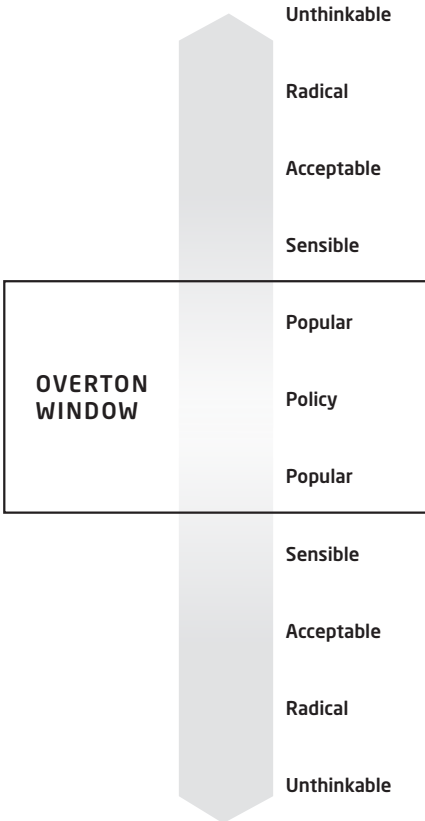 Unthinkable
Radical
Acceptable
Sensible
Popular
OVERTON
WINDOW
Policy
Popular
Sensible
Acceptable
Radical
Unthinkable